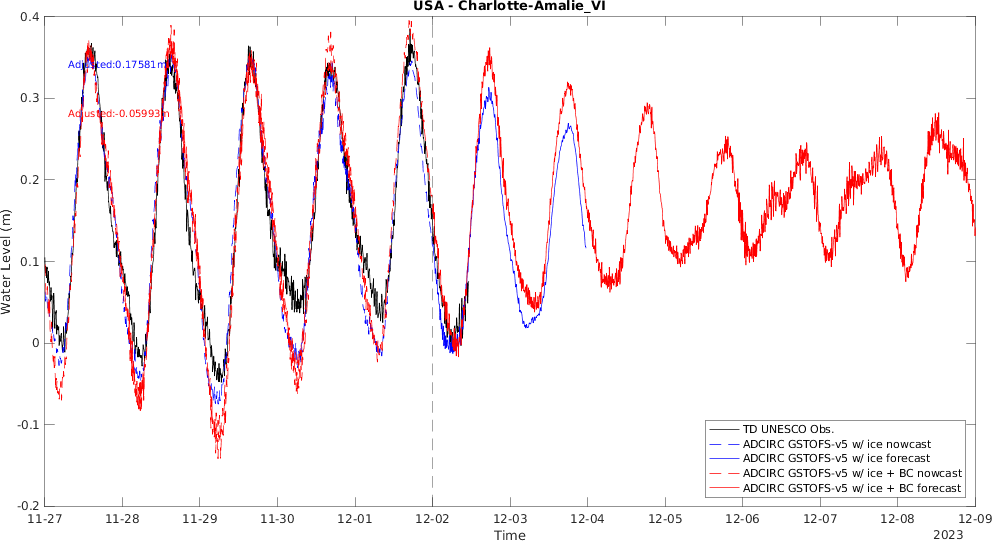 USA - Charlotte-Amalie_VI
0.4
Adjusted:0.17581m
0.3
Adjusted:-0.05993m
0.2
0.1
0
-0.1
-0.2
Water Level (m)
TD UNESCO Obs.
ADCIRC GSTOFS-v5 w/ ice nowcast
ADCIRC GSTOFS-v5 w/ ice forecast
ADCIRC GSTOFS-v5 w/ ice + BC nowcast
ADCIRC GSTOFS-v5 w/ ice + BC forecast
11-27 11-28 11-29 11-30 12-01 12-02 12-03 12-04 12-05 12-06 12-07 12-08 12-09
Time
2023